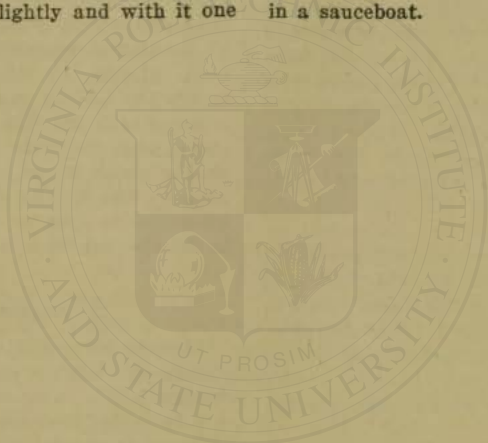 lightly and with it one in a sauceboat.
VIRGINIA POLYTECHNIC INSTITUTE
AND STATE UNIVERSITY
UT PROSIM